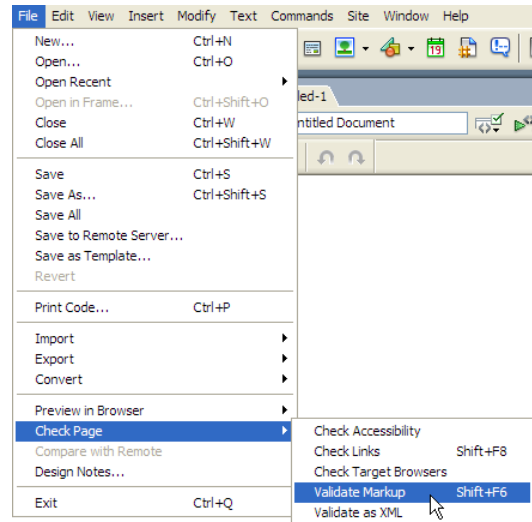 File Edit View Insert Modify Text Commands Site Window Help
New... Ctrl+N
Open... Ctrl+O
Open Recent
Open in Frame... Ctrl+Shift+O
Close Ctrl+W
Close All Ctrl+Shift+W
Save Ctrl+S
Save As... Ctrl+Shift+S
Save All
Save to Remote Server...
Save as Template...
Revert
Print Code... Ctrl+P
Import
Export
Convert
Preview in Browser
Check Page
Compare with Remote
Design Notes...
Exit Ctrl+Q
19
led-1
ntitled Document
Check Accessibility
Check Links Shift+F8
Check Target Browsers
Validate Markup Shift+F6
Validate as XML